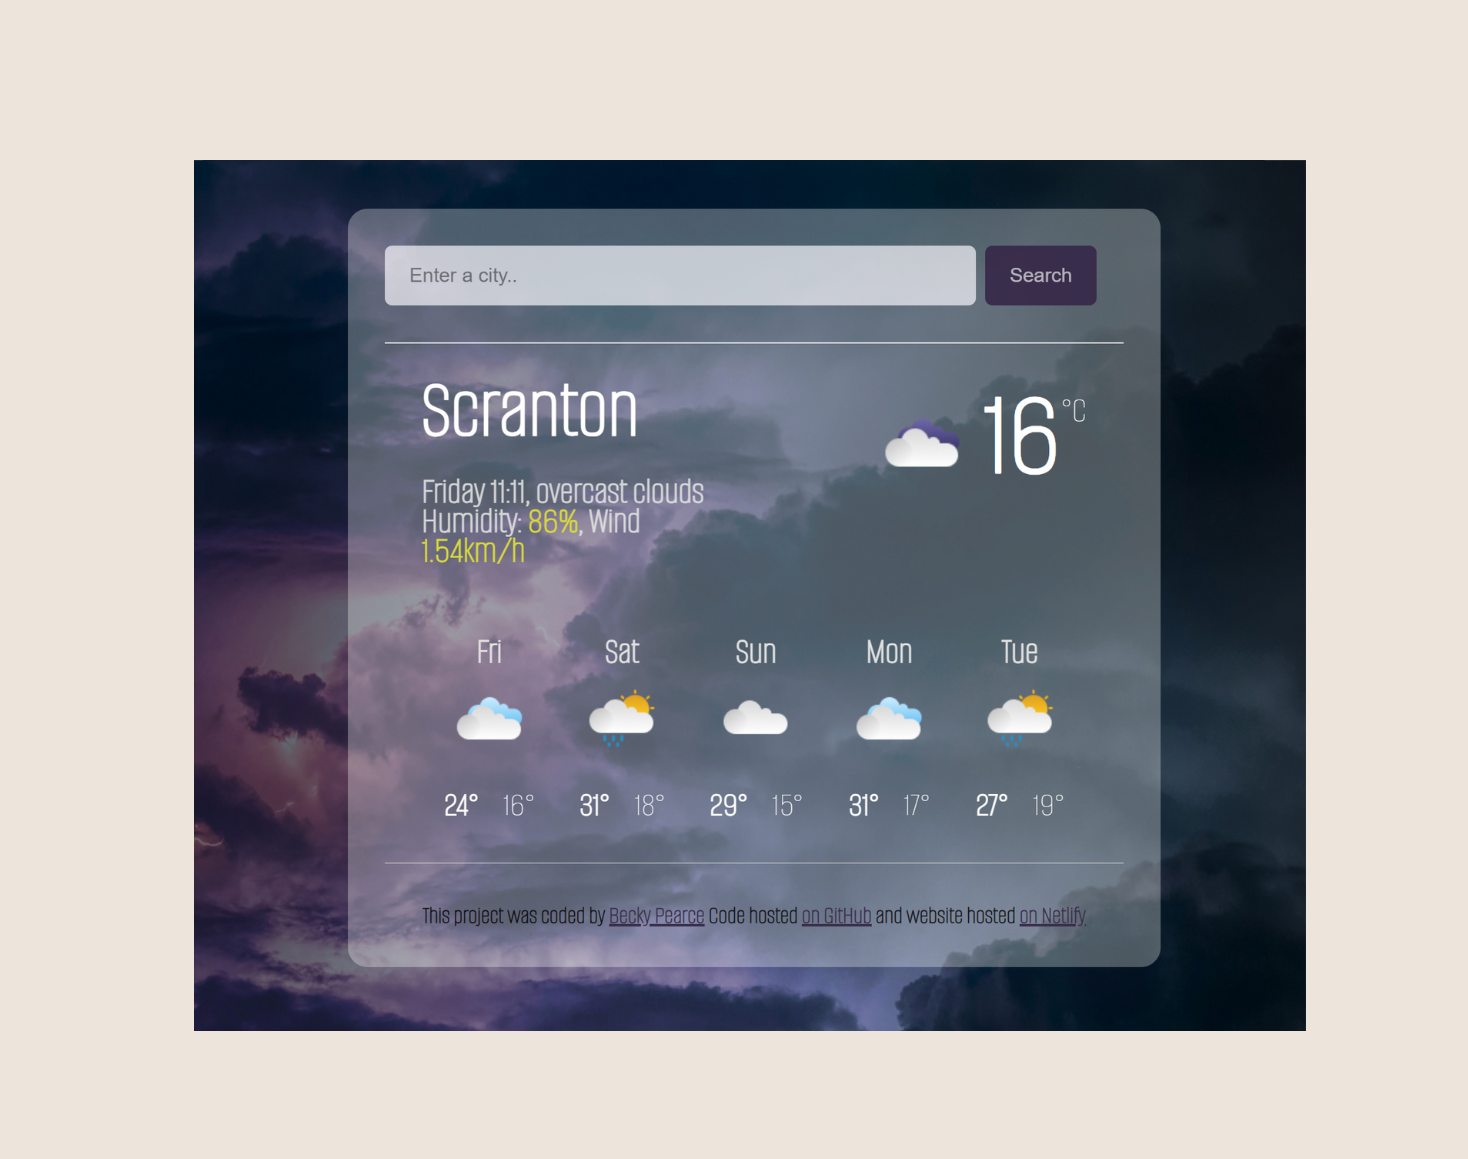 Enter a city.. Search
Scranton
16 °C
Friday 11:11, overcast clouds
Humidity: 86%, Wind
1.54km/h
Fri Sat Sun Mon Tue
24° 16° 31° 18° 29° 15° 31° 17° 27° 19°
This project was coded by Becky Pearce Code hosted on GitHub and website hosted on Netlify